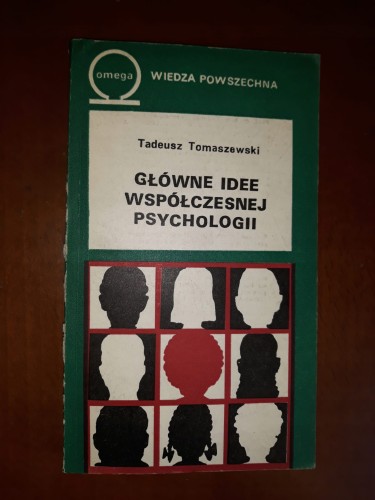 omega
WIEDZA POWSZECHNA
Tadeusz Tomaszewski
GŁÓWNE IDEE
WSPÓŁCZESNEJ
PSYCHOLOGII